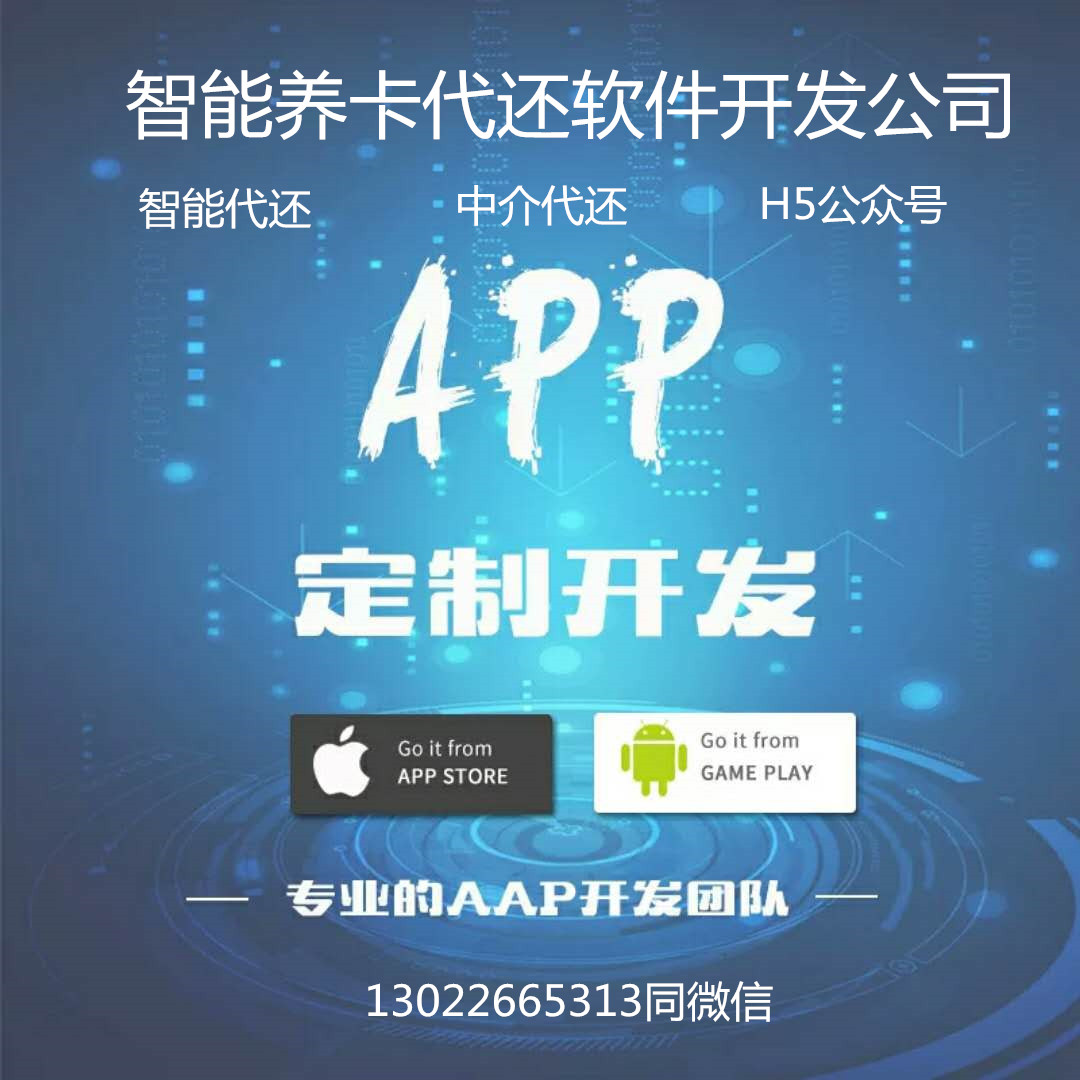 智能养卡代还软件开发公司
智能代还 中介代还 H5公众号
APP
定制开发
Go it from
APP STORE
Go it from
GAME PLAY
专业的AAP开发团队
13022665313同微信